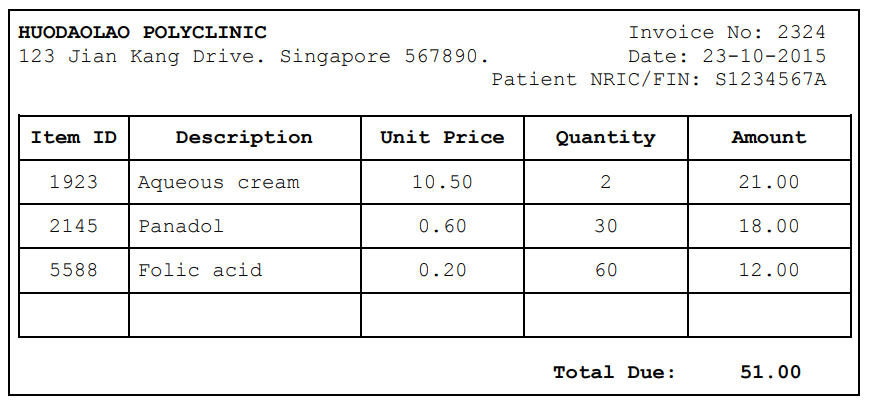 HUODAOLAO POLYCLINIC Invoice No: 2324
123 Jian Kang Drive. Singapore 567890. Date: 23-10-2015
Patient NRIC/FIN: S1234567A
Item ID Description Unit Price Quantity Amount
1923 Aqueous cream 10.50 2 21.00
2145 Panadol 0.60 30 18.00
5588 Folic acid 0.20 60 12.00
Total Due: 51.00